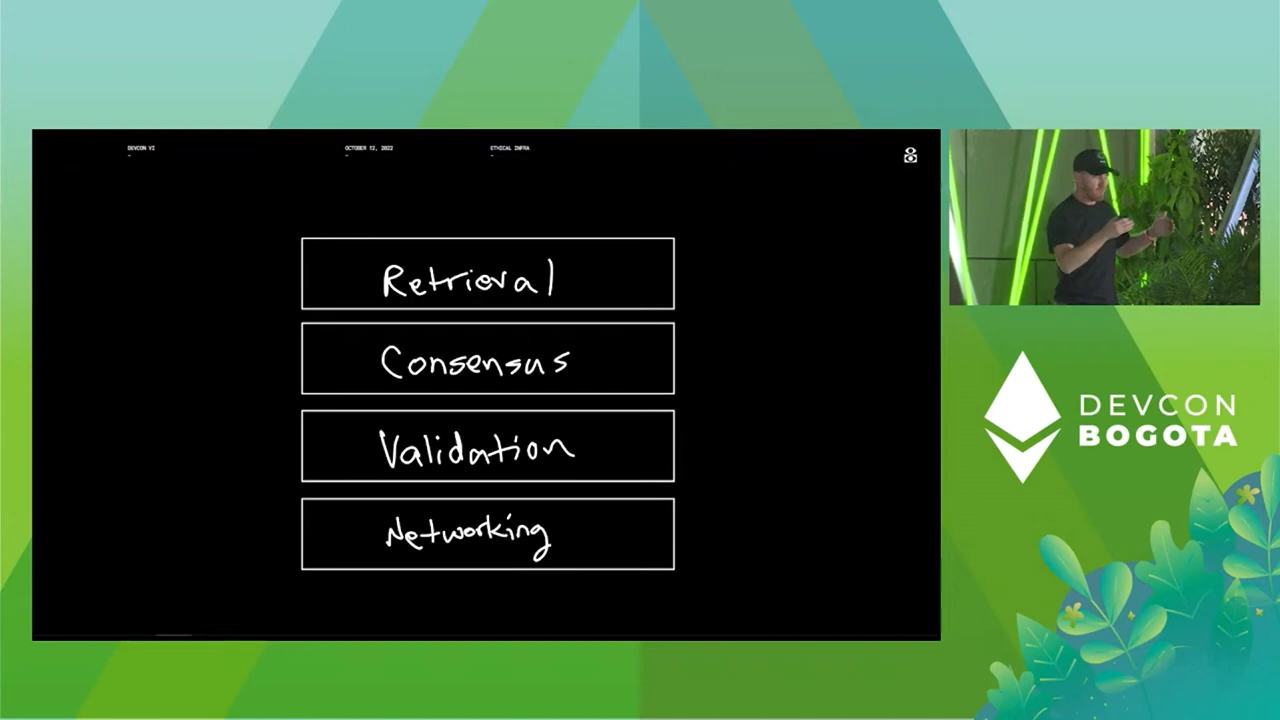 DEVCON VI
OCTOBER 12, 2022
ETHICAL INFRA
Retrieval
Consensus
Validation
Networking
DEVCON
BOGOTA